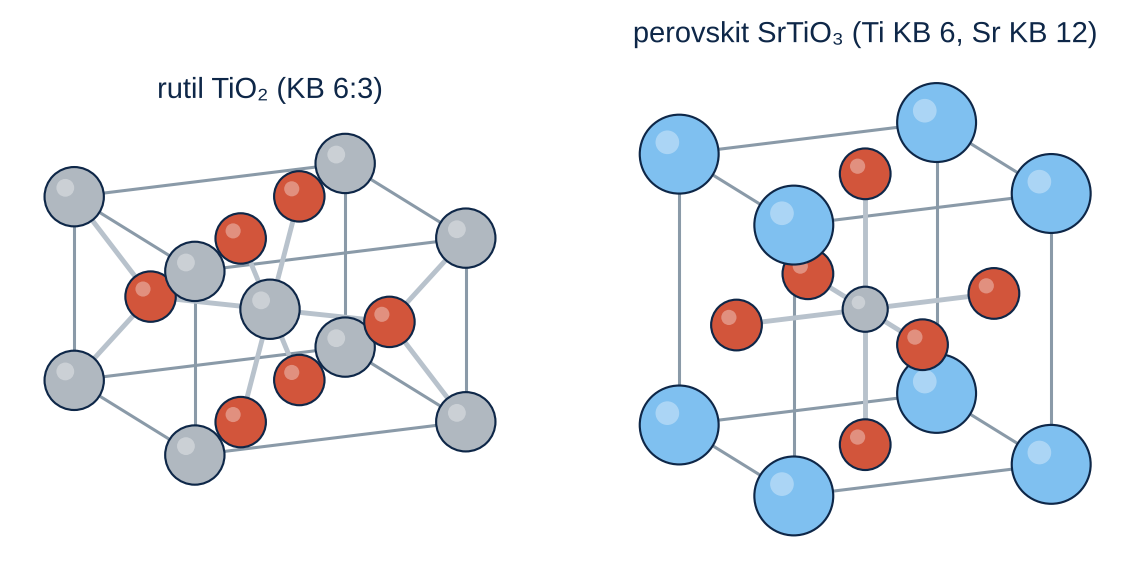 perovskit SrTiO₃ (Ti KB 6, Sr KB 12)
rutil TiO₂ (KB 6:3)